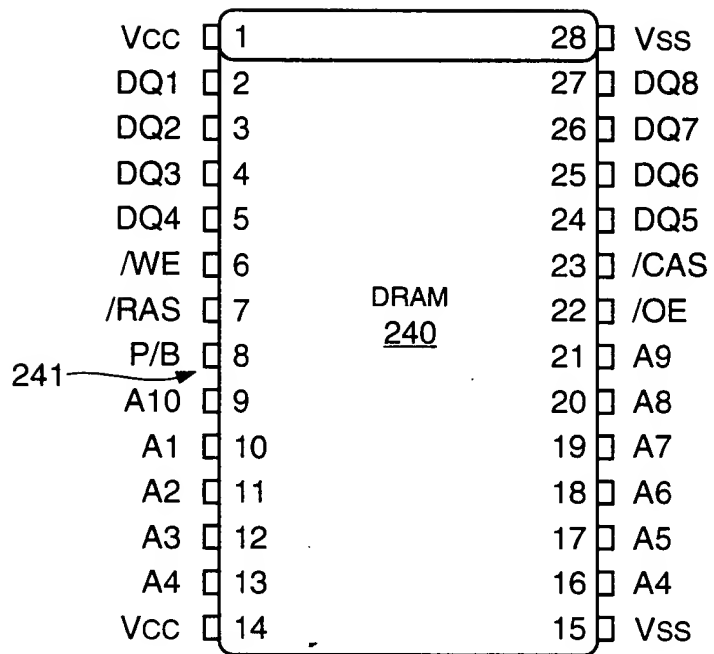 Vcc 1 28 Vss
DQ1 2 27 DQ8
DQ2 3 26 DQ7
DQ3 4 25 DQ6
DQ4 5 24 DQ5
/WE 6 23 /CAS
/RAS 7 DRAM 22 /OE
240
P/B 8 21 A9
241
A10 9 20 A8
A1 10 19 A7
A2 11 18 A6
A3 12 17 A5
A4 13 16 A4
Vcc 14 15 Vss